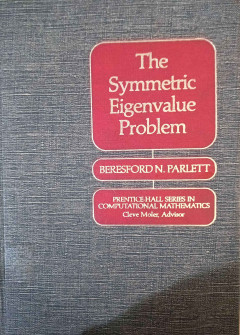 The
Symmetric
Eigenvalue
Problem
BERESFORD N. PARLETT
PRENTICE-HALL SERIES IN
COMPUTATIONAL MATHEMATICS
Cleve Moler, Advisor